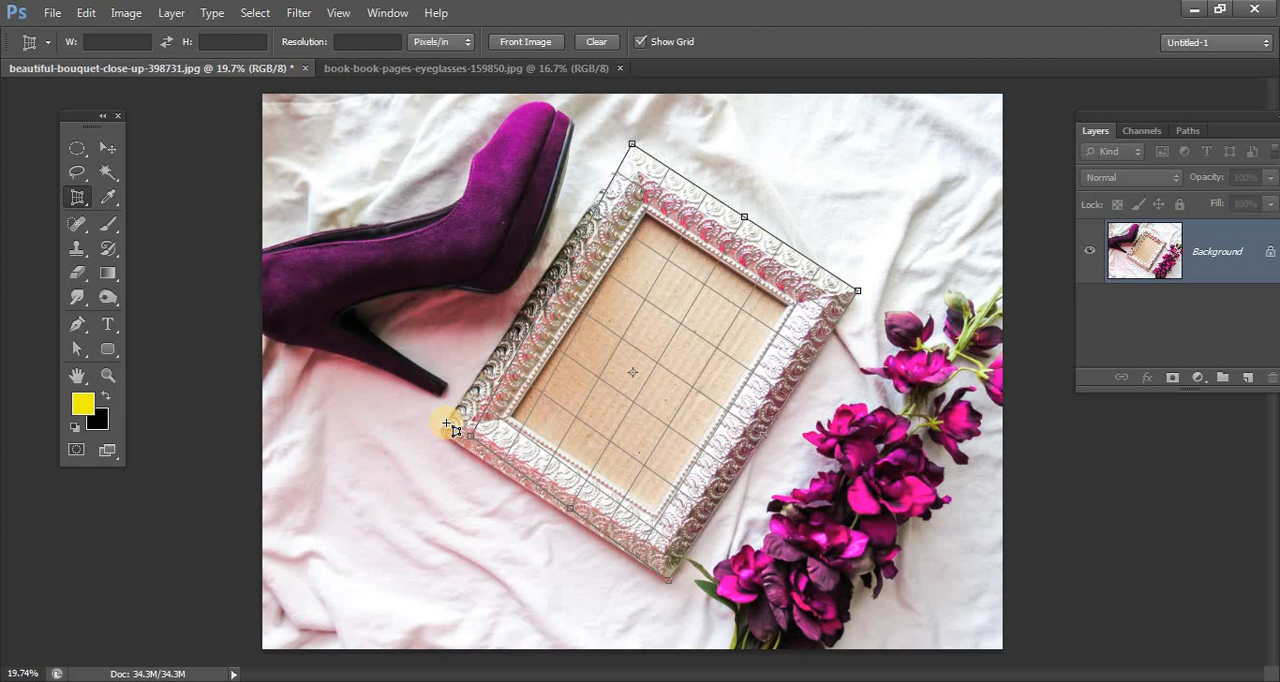 Ps File Edit Image Layer Type Select Filter View Window Help
W: H: Resolution: Pixels/in Front Image Clear Show Grid Untitled-1
beautiful-bouquet-close-up-398731.jpg @ 19.7% (RGB/8) * × book-book-pages-eyeglasses-159850.jpg @ 16.7% (RGB/8) ×
Layers Channels Paths
Kind
Normal Opacity: 100%
Lock: Fill: 100%
Background
19.74% Doc: 34.3M/34.3M